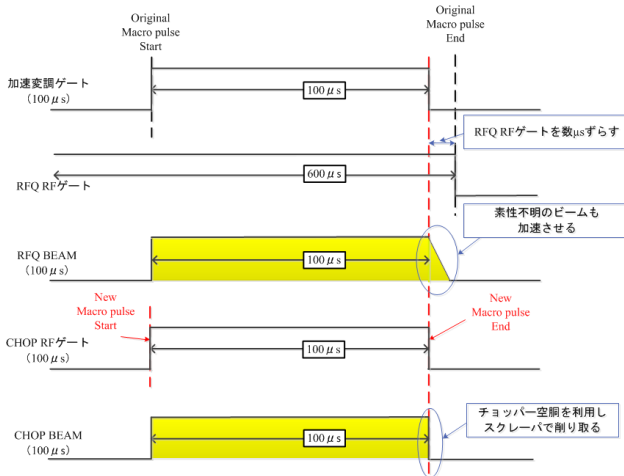 Original
Macro pulse
Start
Original
Macro pulse
End
加速変調ゲート
(100μs)
100μs
RFQ RFゲートを数μsずらす
RFQ RFゲート
600μs
素性不明のビームも
加速させる
RFQ BEAM
(100μs)
100μs
New
Macro pulse
Start
New
Macro pulse
End
CHOP RFゲート
(100μs)
100μs
チョッパー空胴を利用し
スクレーパで削り取る
CHOP BEAM
(100μs)
100μs